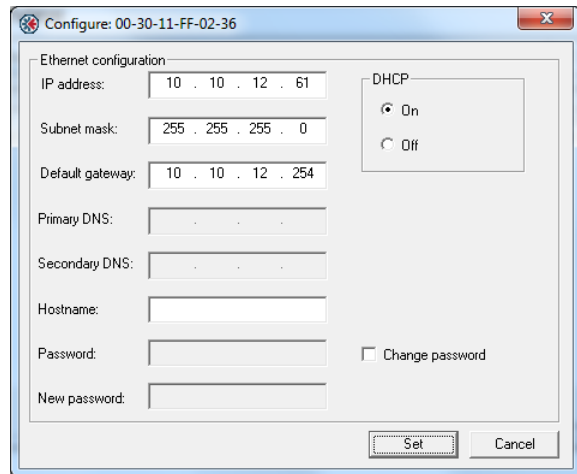 Configure: 00-30-11-FF-02-36
x
Ethernet configuration
IP address: 10 . 10 . 12 . 61
DHCP
On
Subnet mask: 255 . 255 . 255 . 0
Off
Default gateway: 10 . 10 . 12 . 254
Primary DNS: . . .
Secondary DNS: . . .
Hostname:
Password:
Change password
New password:
Set Cancel